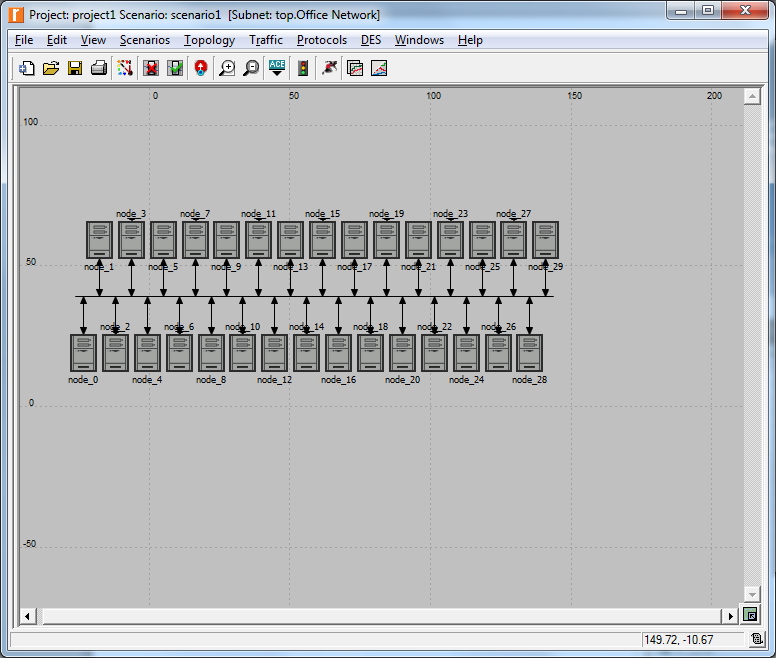 Project: project1 Scenario: scenario1 [Subnet: top.Office Network]
File Edit View Scenarios Topology Traffic Protocols DES Windows Help
ACE
0 50 100 150 200
100
node_3 node_7 node_11 node_15 node_19 node_23 node_27
50 node_1 node_5 node_9 node_13 node_17 node_21 node_25 node_29
node_2 node_6 node_10 node_14 node_18 node_22 node_26
node_0 node_4 node_8 node_12 node_16 node_20 node_24 node_28
0
-50
149.72, -10.67